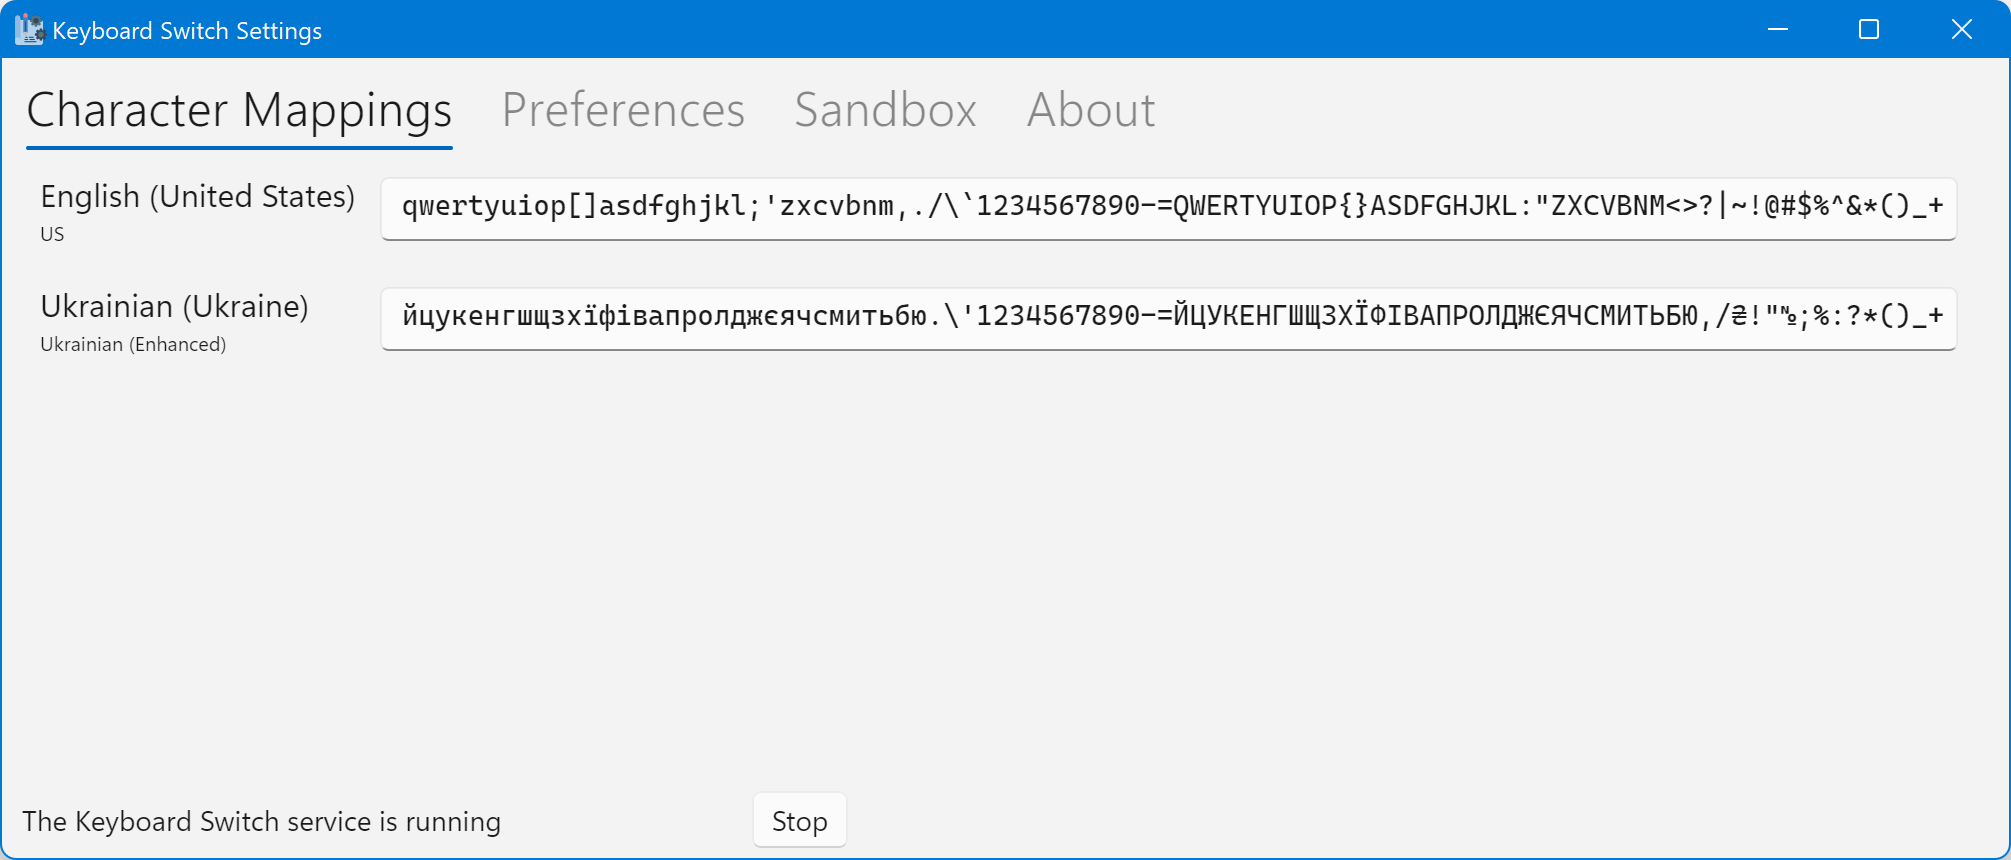 Keyboard Switch Settings
Character Mappings Preferences Sandbox About
English (United States)
US
qwertyuiop[]asdfghjkl;'zxcvbnm,./\`1234567890-=QWERTYUIOP{}ASDFGHJKL:"ZXCVBNM<>?|~!@#$%^&*()_+
Ukrainian (Ukraine)
Ukrainian (Enhanced)
йцукенгшщзхїфівапролджєячсмитьбю.\'1234567890-=ЙЦУКЕНГШЩЗХЇФІВАПРОЛДЖЄЯЧСМИТЬБЮ,/₴!"№;%:?*()_+
The Keyboard Switch service is running
Stop